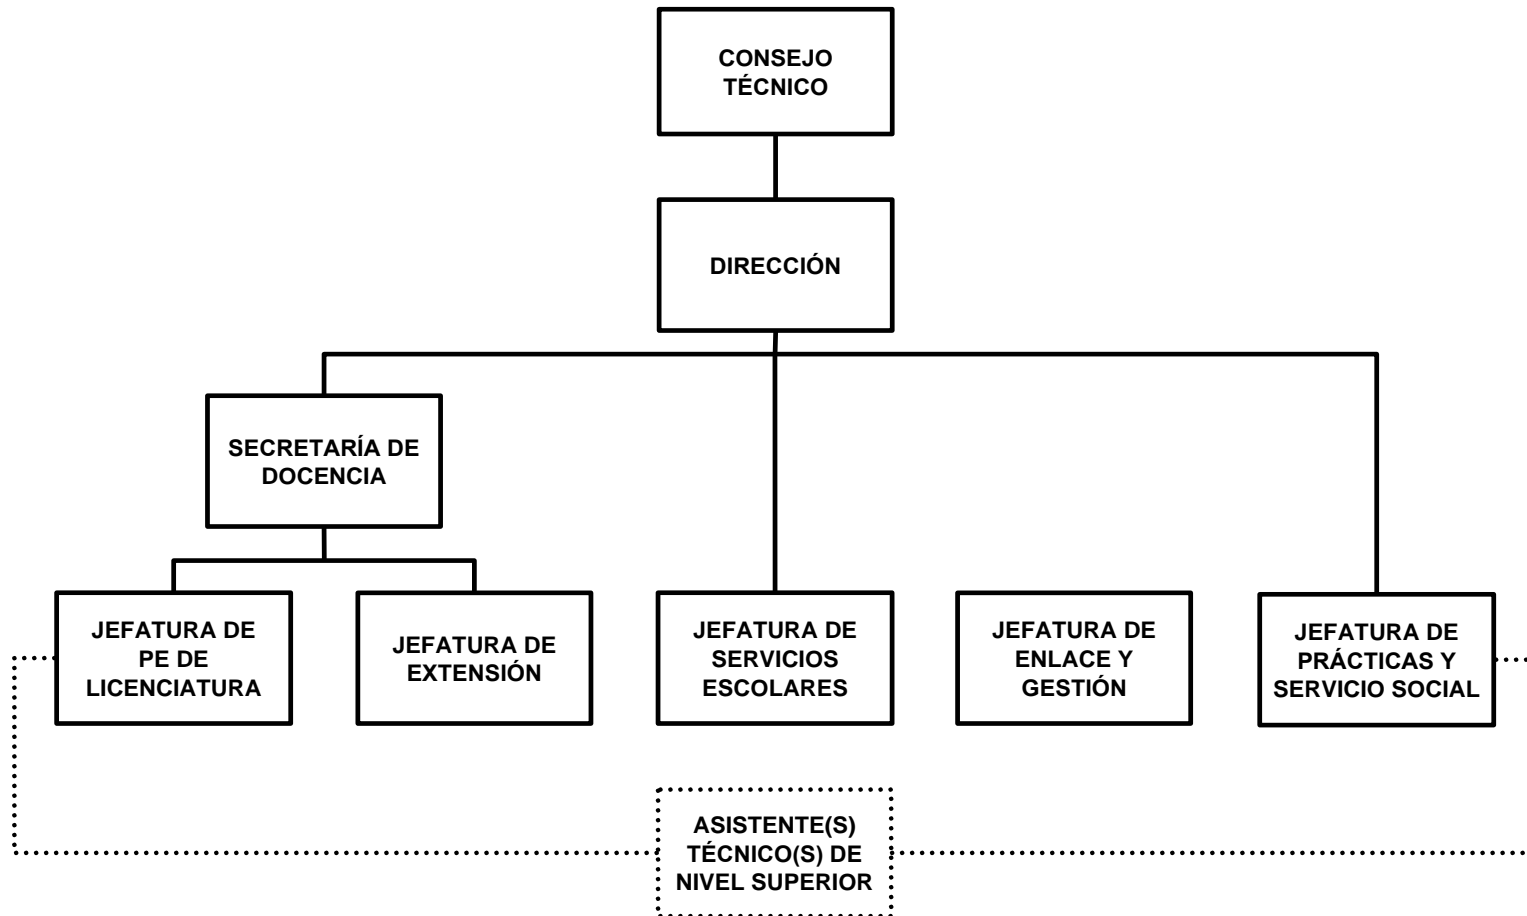 CONSEJO
TÉCNICO
DIRECCIÓN
SECRETARÍA DE
DOCENCIA
JEFATURA DE
PE DE
LICENCIATURA
JEFATURA DE
EXTENSIÓN
JEFATURA DE
SERVICIOS
ESCOLARES
JEFATURA DE
ENLACE Y
GESTIÓN
JEFATURA DE
PRÁCTICAS Y
SERVICIO SOCIAL
ASISTENTE(S)
TÉCNICO(S) DE
NIVEL SUPERIOR